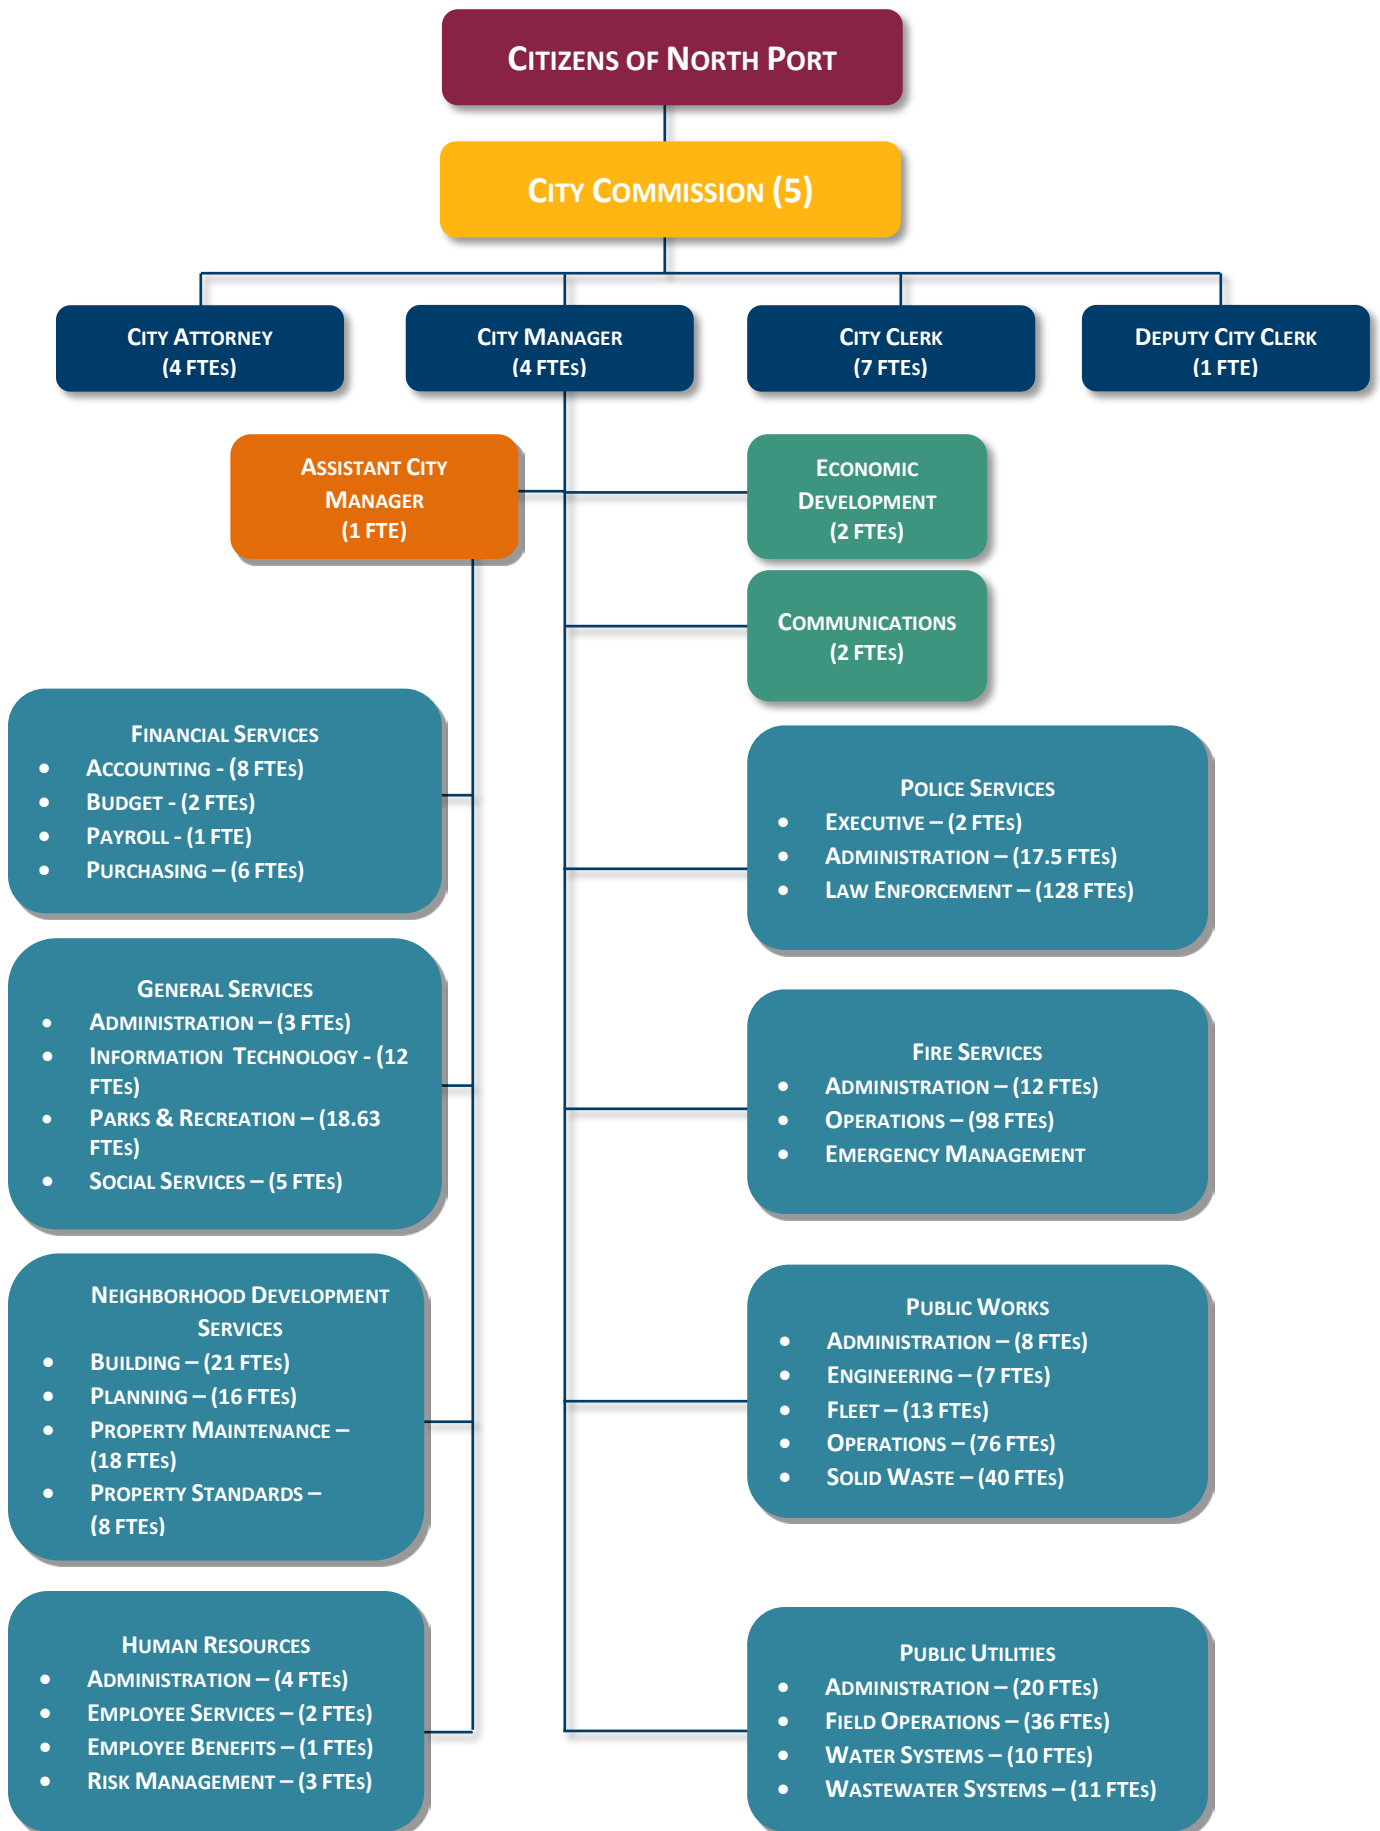 CITIZENS OF NORTH PORT
CITY COMMISSION (5)
CITY ATTORNEY
(4 FTES)
CITY MANAGER
(4 FTES)
CITY CLERK
(7 FTES)
DEPUTY CITY CLERK
(1 FTE)
ASSISTANT CITY
MANAGER
(1 FTE)
ECONOMIC
DEVELOPMENT
(2 FTES)
COMMUNICATIONS
(2 FTES)
FINANCIAL SERVICES
• ACCOUNTING - (8 FTES)
• BUDGET - (2 FTES)
• PAYROLL - (1 FTE)
• PURCHASING – (6 FTES)
POLICE SERVICES
• EXECUTIVE – (2 FTES)
• ADMINISTRATION – (17.5 FTES)
• LAW ENFORCEMENT – (128 FTES)
GENERAL SERVICES
• ADMINISTRATION – (3 FTES)
• INFORMATION TECHNOLOGY - (12
FTES)
• PARKS & RECREATION – (18.63
FTES)
• SOCIAL SERVICES – (5 FTES)
FIRE SERVICES
• ADMINISTRATION – (12 FTES)
• OPERATIONS – (98 FTES)
• EMERGENCY MANAGEMENT
NEIGHBORHOOD DEVELOPMENT
SERVICES
• BUILDING – (21 FTES)
• PLANNING – (16 FTES)
• PROPERTY MAINTENANCE –
(18 FTES)
• PROPERTY STANDARDS –
(8 FTES)
PUBLIC WORKS
• ADMINISTRATION – (8 FTES)
• ENGINEERING – (7 FTES)
• FLEET – (13 FTES)
• OPERATIONS – (76 FTES)
• SOLID WASTE – (40 FTES)
HUMAN RESOURCES
• ADMINISTRATION – (4 FTES)
• EMPLOYEE SERVICES – (2 FTES)
• EMPLOYEE BENEFITS – (1 FTES)
• RISK MANAGEMENT – (3 FTES)
PUBLIC UTILITIES
• ADMINISTRATION – (20 FTES)
• FIELD OPERATIONS – (36 FTES)
• WATER SYSTEMS – (10 FTES)
• WASTEWATER SYSTEMS – (11 FTES)